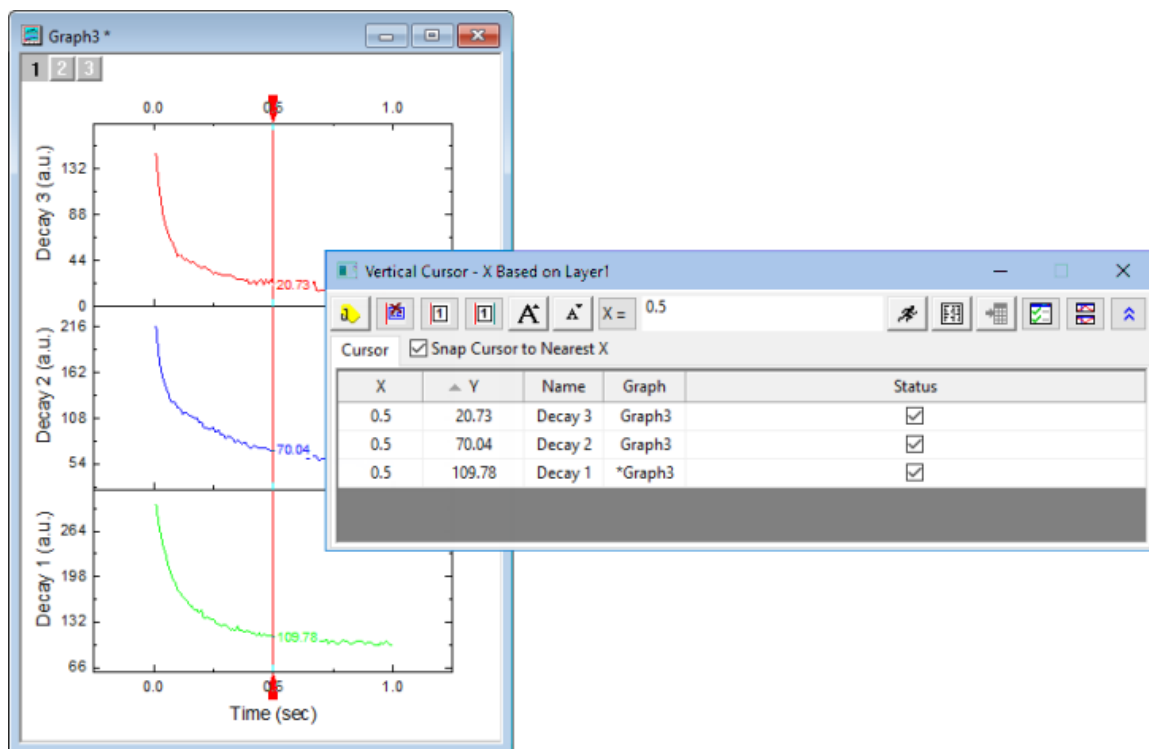 Graph3 *
1 2 3
0.0 0.5 1.0
Decay 3 (a.u.)
132
88
44
0
20.73
Decay 2 (a.u.)
216
162
108
54
70.04
Decay 1 (a.u.)
264
198
132
66
109.78
0.0 0.5 1.0
Time (sec)
Vertical Cursor - X Based on Layer1
1 1 A A X = 0.5
Cursor Snap Cursor to Nearest X
X Y Name Graph Status
0.5 20.73 Decay 3 Graph3
0.5 70.04 Decay 2 Graph3
0.5 109.78 Decay 1 *Graph3